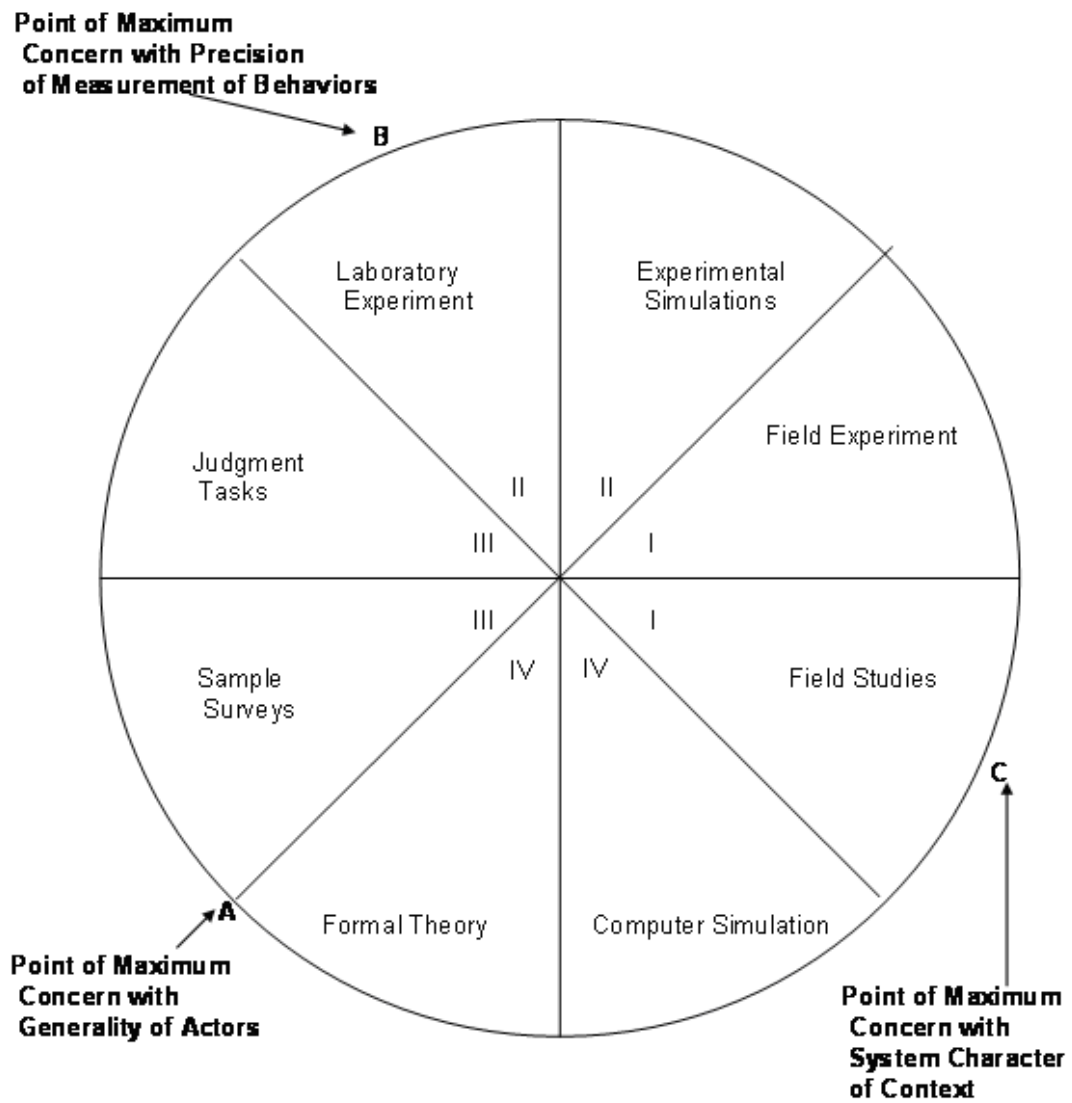 Point of Maximum
Concern with Precision
of Measurement of Behaviors
B
Laboratory
Experiment
Experimental
Simulations
Field Experiment
Judgment
Tasks
II
II
III
I
III
I
IV
IV
Sample
Surveys
Field Studies
C
A
Formal Theory
Computer Simulation
Point of Maximum
Concern with
Generality of Actors
Point of Maximum
Concern with
System Character
of Context